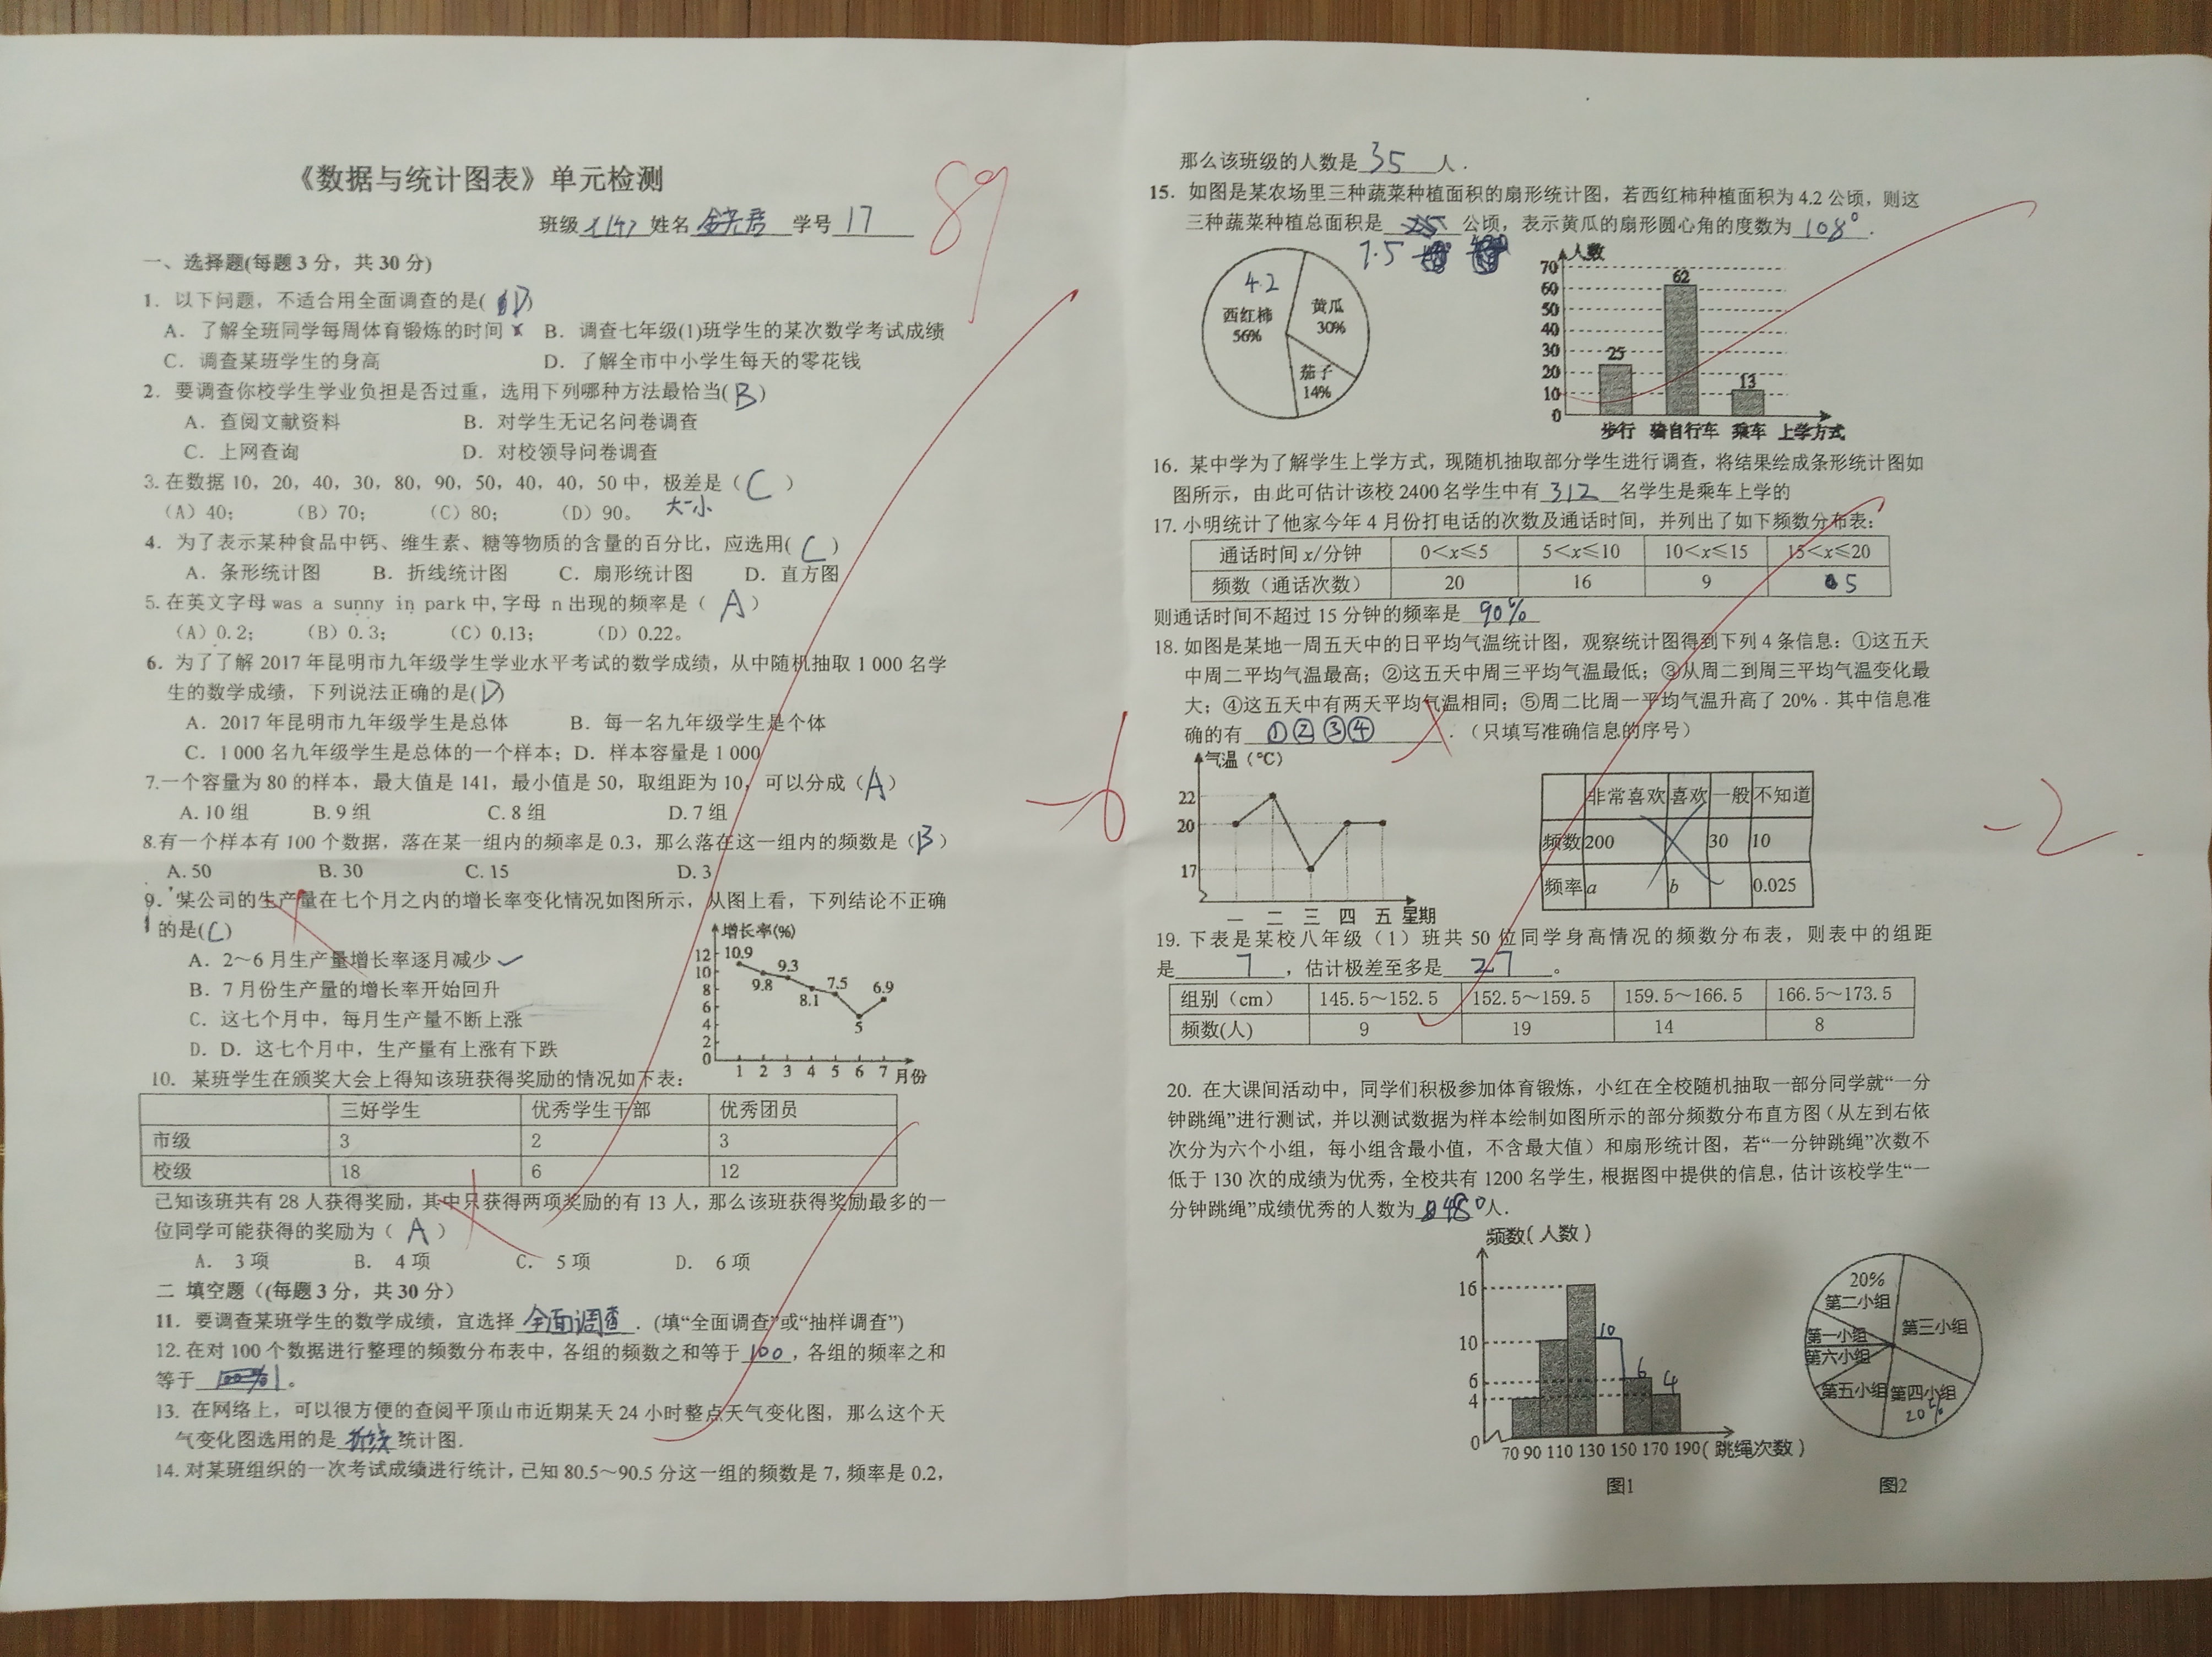 《数据与统计图表》单元检测
班级 姓名 学号17
89
一、选择题(每题3分，共30分)
1．以下问题，不适合用全面调查的是(D)
A．了解全班同学每周体育锻炼的时间 B．调查七年级(1)班学生的某次数学考试成绩
C．调查某班学生的身高 D．了解全市中小学生每天的零花钱
2．要调查你校学生学业负担是否过重，选用下列哪种方法最恰当(B)
A．查阅文献资料 B．对学生无记名问卷调查
C．上网查询 D．对校领导问卷调查
3.在数据10，20，40，30，80，90，50，40，40，50中，极差是（C）
（A）40； （B）70； （C）80； （D）90。 大-小
4．为了表示某种食品中钙、维生素、糖等物质的含量的百分比，应选用(C)
A．条形统计图 B．折线统计图 C．扇形统计图 D．直方图
5.在英文字母was a sunny in park中,字母 n 出现的频率是（A）
（A）0.2； （B）0.3； （C）0.13； （D）0.22。
6．为了了解2017年昆明市九年级学生学业水平考试的数学成绩，从中随机抽取1 000名学
生的数学成绩，下列说法正确的是(D)
A．2017年昆明市九年级学生是总体 B．每一名九年级学生是个体
C．1 000名九年级学生是总体的一个样本；D．样本容量是1 000
7.一个容量为80的样本，最大值是141，最小值是50，取组距为10，可以分成（A）
A. 10组 B. 9组 C. 8组 D. 7组
8.有一个样本有100个数据，落在某一组内的频率是0.3，那么落在这一组内的频数是（B）
A. 50 B. 30 C. 15 D. 3
9．某公司的生产量在七个月之内的增长率变化情况如图所示，从图上看，下列结论不正确
的是(C)
A．2～6月生产量增长率逐月减少
B．7月份生产量的增长率开始回升
C．这七个月中，每月生产量不断上涨
D．D．这七个月中，生产量有上涨有下跌
增长率(%)
12 10 8 6 4 2 0
10.9 9.8 9.3 8.1 7.5 5 6.9
1 2 3 4 5 6 7 月份
10．某班学生在颁奖大会上得知该班获得奖励的情况如下表：
三好学生 优秀学生干部 优秀团员
市级 3 2 3
校级 18 6 12
已知该班共有28人获得奖励，其中只获得两项奖励的有13人，那么该班获得奖励最多的一
位同学可能获得的奖励为（A）
A. 3项 B. 4项 C. 5项 D. 6项
二 填空题（(每题3分，共30分）
11．要调查某班学生的数学成绩，宜选择 全面调查 ．(填“全面调查”或“抽样调查”)
12.在对100个数据进行整理的频数分布表中，各组的频数之和等于 100 ，各组的频率之和
等于 1 。
13．在网络上，可以很方便的查阅平顶山市近期某天24小时整点天气变化图，那么这个天
气变化图选用的是 折线 统计图．
14.对某班组织的一次考试成绩进行统计，已知80.5～90.5分这一组的频数是7，频率是0.2，
-6
那么该班级的人数是 35 人．
15．如图是某农场里三种蔬菜种植面积的扇形统计图，若西红柿种植面积为4.2公顷，则这
三种蔬菜种植总面积是 公顷，表示黄瓜的扇形圆心角的度数为 108° ．
7.5
4.2
西红柿
56%
黄瓜
30%
茄子
14%
人数
70 60 50 40 30 20 10 0
25 62 13
步行 骑自行车 乘车 上学方式
16．某中学为了解学生上学方式，现随机抽取部分学生进行调查，将结果绘成条形统计图如
图所示，由此可估计该校2400名学生中有 312 名学生是乘车上学的
17.小明统计了他家今年4月份打电话的次数及通话时间，并列出了如下频数分布表：
通话时间x/分钟 0＜x≤5 5＜x≤10 10＜x≤15 15＜x≤20
频数（通话次数） 20 16 9 5
则通话时间不超过15分钟的频率是 90%
18．如图是某地一周五天中的日平均气温统计图，观察统计图得到下列4条信息：①这五天
中周二平均气温最高；②这五天中周三平均气温最低；③从周二到周三平均气温变化最
大；④这五天中有两天平均气温相同；⑤周二比周一平均气温升高了20%．其中信息准
确的有 ①②③④ ．（只填写准确信息的序号）
气温（℃）
22 20 17
一 二 三 四 五 星期
非常喜欢 喜欢 一般 不知道
频数 200 30 10
频率 a b 0.025
-2
19．下表是某校八年级（1）班共50位同学身高情况的频数分布表，则表中的组距
是 7 ，估计极差至多是 27 。
组别（cm） 145.5～152.5 152.5～159.5 159.5～166.5 166.5～173.5
频数(人) 9 19 14 8
20．在大课间活动中，同学们积极参加体育锻炼，小红在全校随机抽取一部分同学就“一分
钟跳绳”进行测试，并以测试数据为样本绘制如图所示的部分频数分布直方图（从左到右依
次分为六个小组，每小组含最小值，不含最大值）和扇形统计图，若“一分钟跳绳”次数不
低于130次的成绩为优秀，全校共有1200名学生，根据图中提供的信息，估计该校学生“一
分钟跳绳”成绩优秀的人数为 480 人．
频数（人数）
16 10 6 4 0
10 6 4
70 90 110 130 150 170 190（跳绳次数）
图1
20%
第二小组
第三小组
第一小组
第六小组
第五小组 第四小组
20%
图2